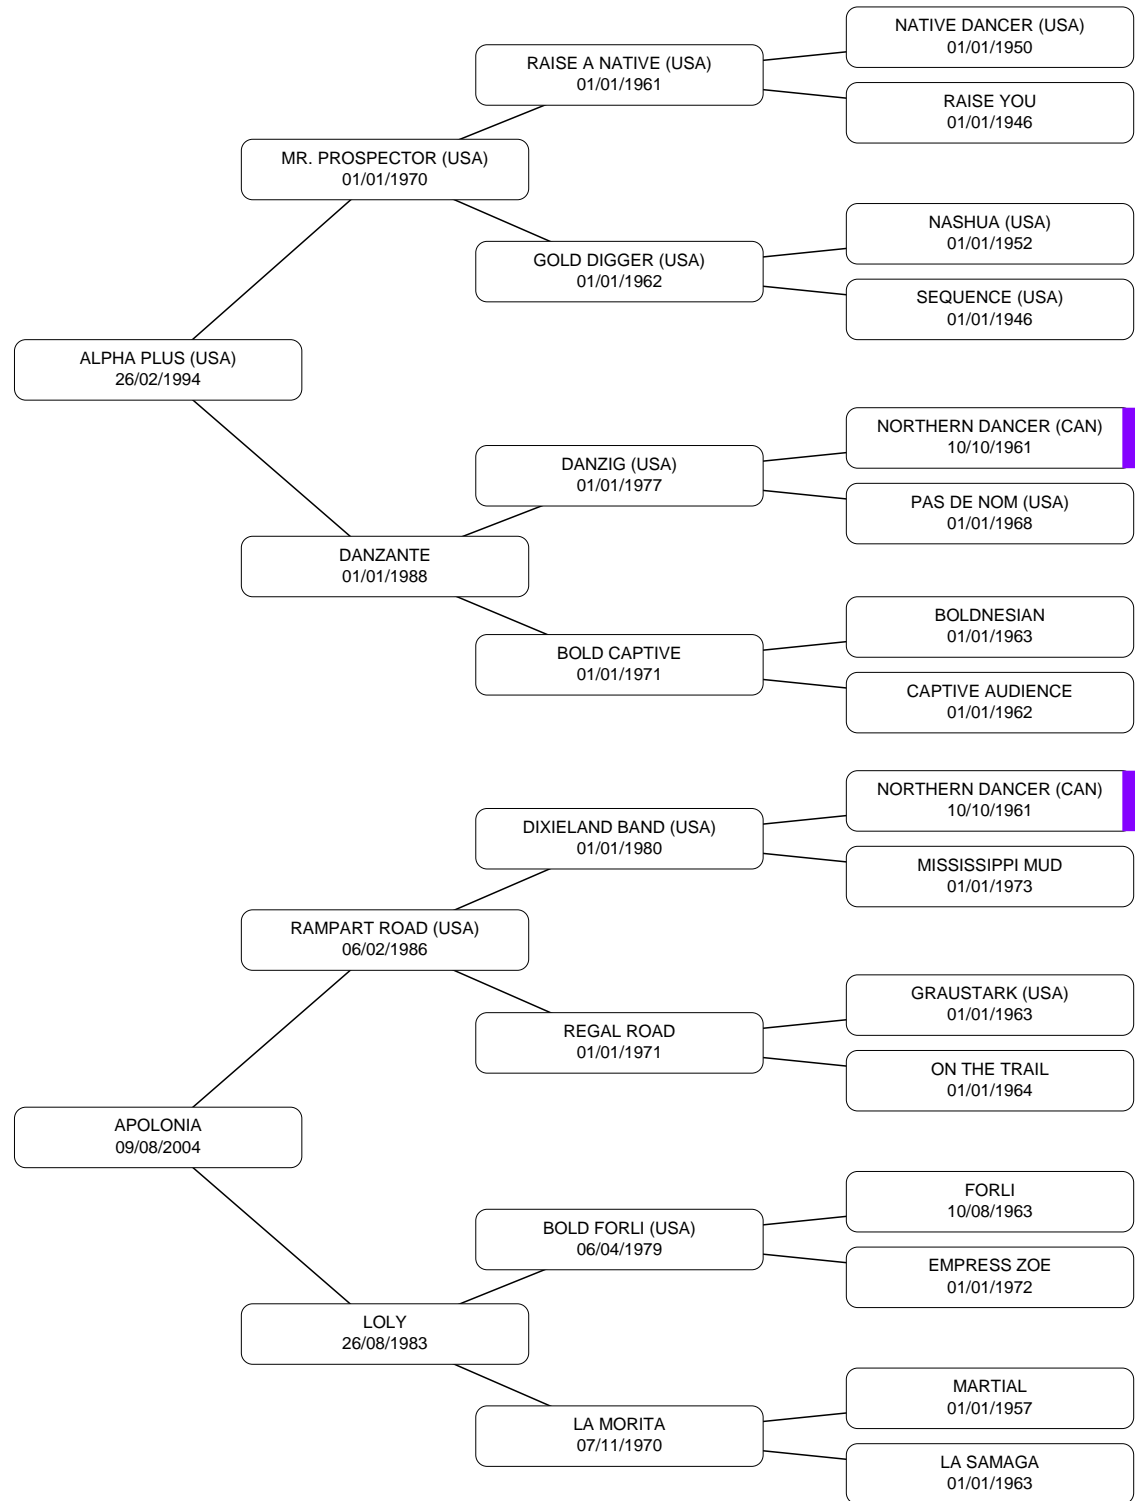 NATIVE DANCER (USA)
01/01/1950
RAISE A NATIVE (USA)
01/01/1961
RAISE YOU
01/01/1946
MR. PROSPECTOR (USA)
01/01/1970
NASHUA (USA)
01/01/1952
GOLD DIGGER (USA)
01/01/1962
SEQUENCE (USA)
01/01/1946
ALPHA PLUS (USA)
26/02/1994
NORTHERN DANCER (CAN)
10/10/1961
DANZIG (USA)
01/01/1977
PAS DE NOM (USA)
01/01/1968
DANZANTE
01/01/1988
BOLDNESIAN
01/01/1963
BOLD CAPTIVE
01/01/1971
CAPTIVE AUDIENCE
01/01/1962
NORTHERN DANCER (CAN)
10/10/1961
DIXIELAND BAND (USA)
01/01/1980
MISSISSIPPI MUD
01/01/1973
RAMPART ROAD (USA)
06/02/1986
GRAUSTARK (USA)
01/01/1963
REGAL ROAD
01/01/1971
ON THE TRAIL
01/01/1964
APOLONIA
09/08/2004
FORLI
10/08/1963
BOLD FORLI (USA)
06/04/1979
EMPRESS ZOE
01/01/1972
LOLY
26/08/1983
MARTIAL
01/01/1957
LA MORITA
07/11/1970
LA SAMAGA
01/01/1963